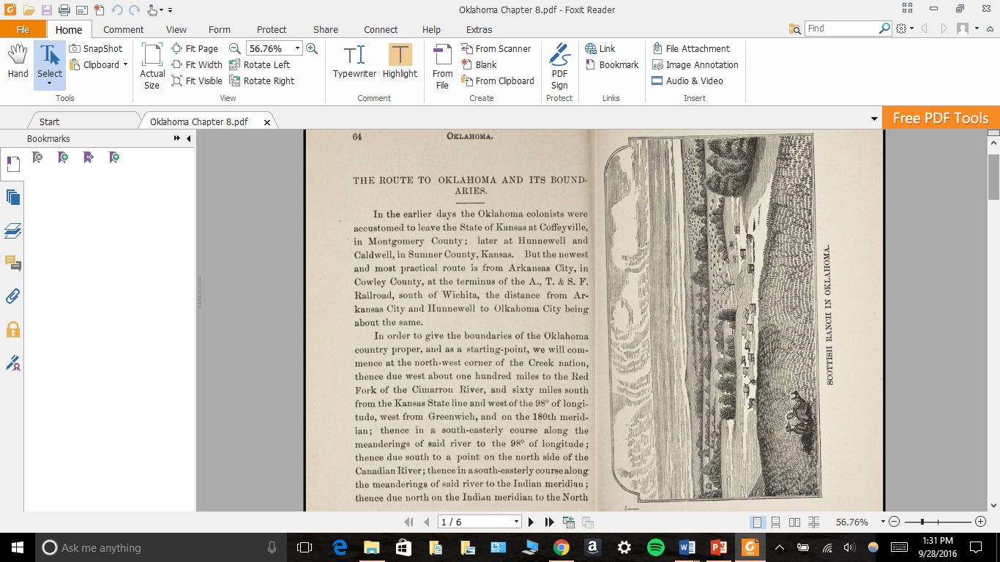 Oklahoma Chapter 8.pdf - Foxit Reader
File Home Comment View Form Protect Share Connect Help Extras
Find
Hand
Select
SnapShot
Clipboard
Tools
Actual Size
Fit Page
Fit Width
Fit Visible
56.76%
Rotate Left
Rotate Right
View
Typewriter
Highlight
Comment
From File
From Scanner
Blank
From Clipboard
Create
PDF Sign
Protect
Link
Bookmark
Links
File Attachment
Image Annotation
Audio & Video
Insert
Start
Oklahoma Chapter 8.pdf
Free PDF Tools
Bookmarks
64 OKLAHOMA.
THE ROUTE TO OKLAHOMA AND ITS BOUND-
ARIES.
In the earlier days the Oklahoma colonists were
accustomed to leave the State of Kansas at Coffeyville,
in Montgomery County; later at Hunnewell and
Caldwell, in Sumner County, Kansas. But the newest
and most practical route is from Arkansas City, in
Cowley County, at the terminus of the A., T. & S. F.
Railroad, south of Wichita, the distance from Ar-
kansas City and Hunnewell to Olkahoma City being
about the same.
In order to give the boundaries of the Oklahoma
country proper, and as a starting-point, we will com-
mence at the north-west corner of the Creek nation,
thence due west about one hundred miles to the Red
Fork of the Cimarron River, and sixty miles south
from the Kansas State line and west of the 98° of longi-
tude, west from Greenwich, and on the 180th merid-
ian; thence in a south-easterly course along the
meanderings of said river to the 98° of longitude;
thence due south to a point on the north side of the
Canadian River; thence in a south-easterly course along
the meanderings of said river to the Indian meridian;
thence due north on the Indian meridian to the North
SCOTTISH RANCH IN OKLAHOMA.
1 / 6
56.76%
Ask me anything
1:31 PM
9/28/2016